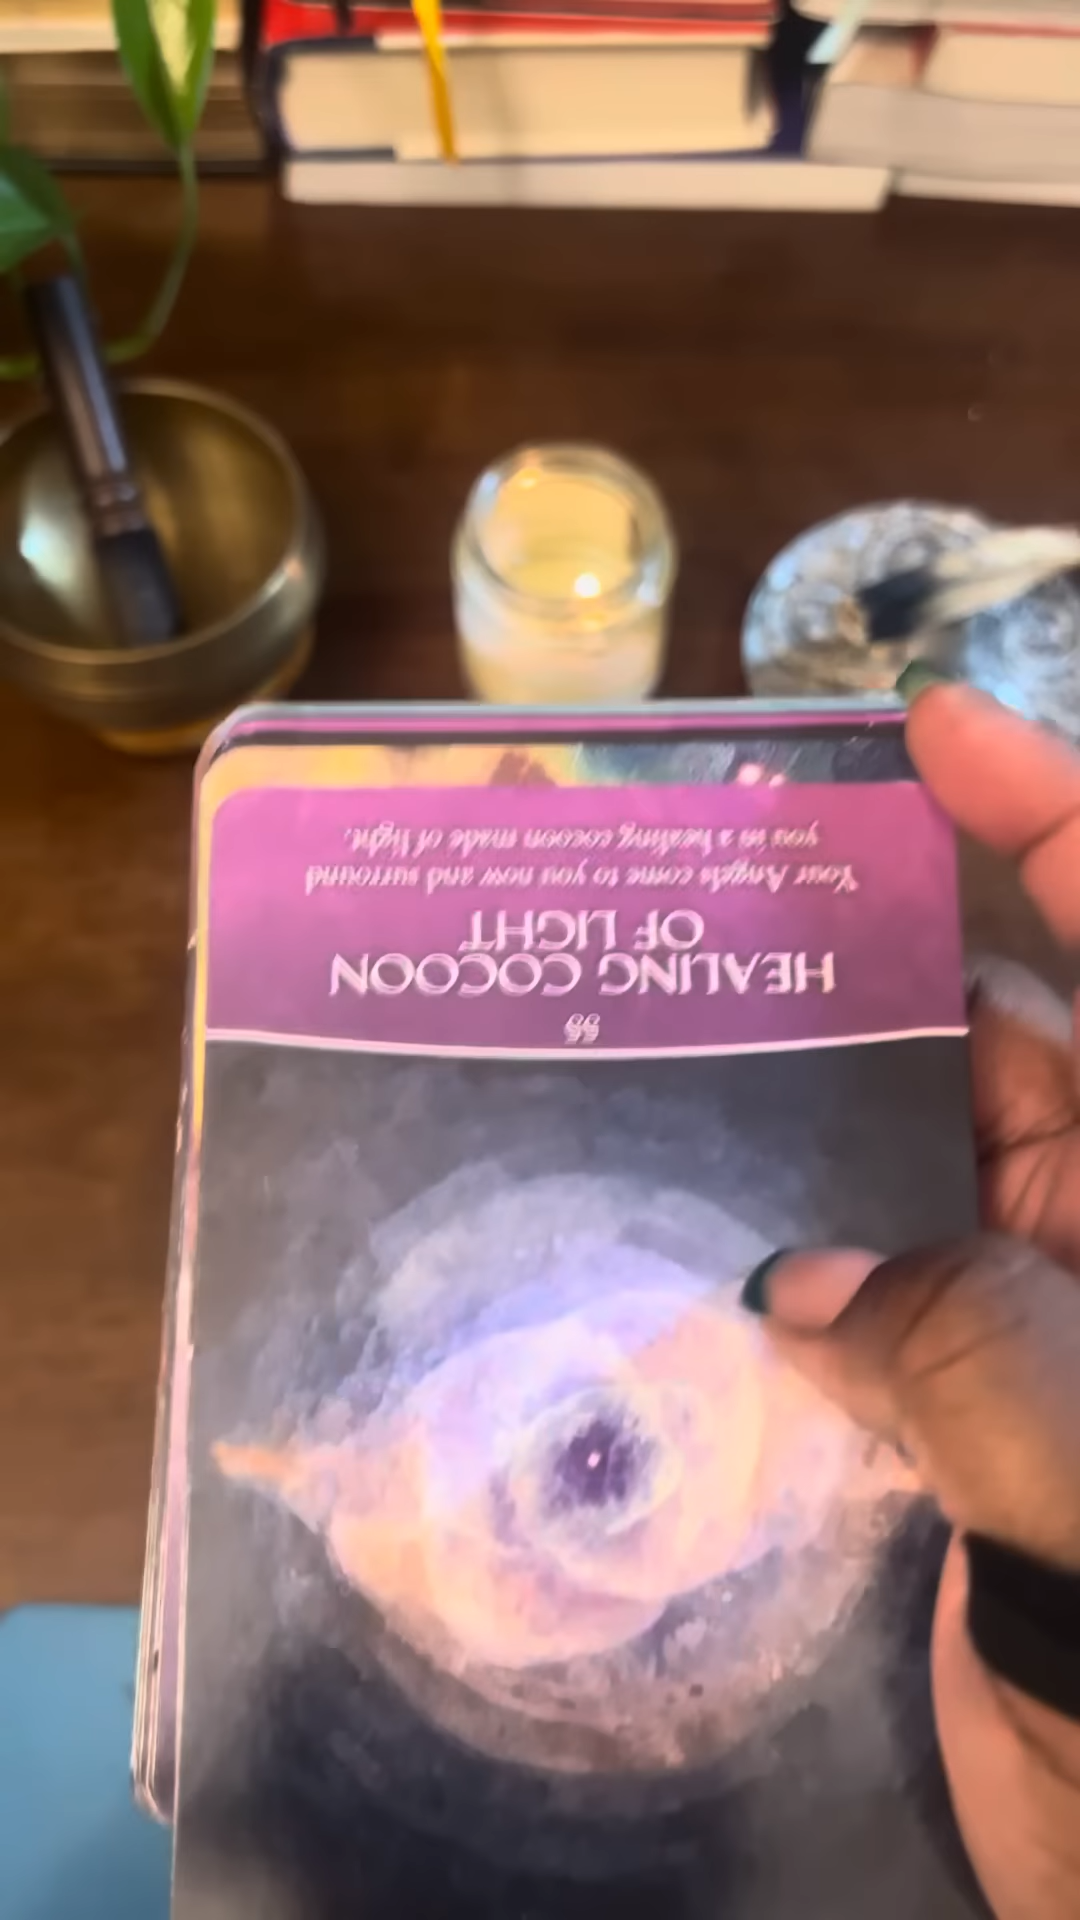 55
HEALING COCOON
OF LIGHT
Your Angels come to you now and surround
you in a healing cocoon made of light.